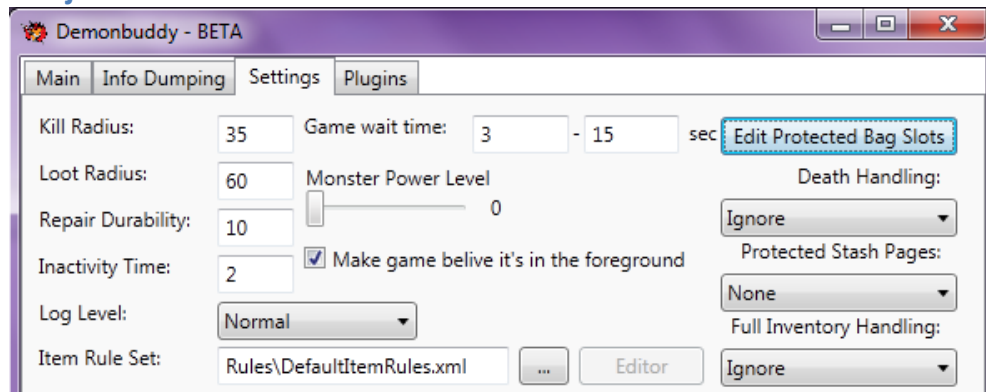 Demonbuddy - BETA
Main Info Dumping Settings Plugins
Kill Radius: 35 Game wait time: 3 - 15 sec Edit Protected Bag Slots
Loot Radius: 60 Monster Power Level Death Handling:
0
Repair Durability: 10 Ignore
Inactivity Time: 2 Make game belive it's in the foreground Protected Stash Pages:
None
Log Level: Normal Full Inventory Handling:
Item Rule Set: Rules\DefaultItemRules.xml ... Editor Ignore